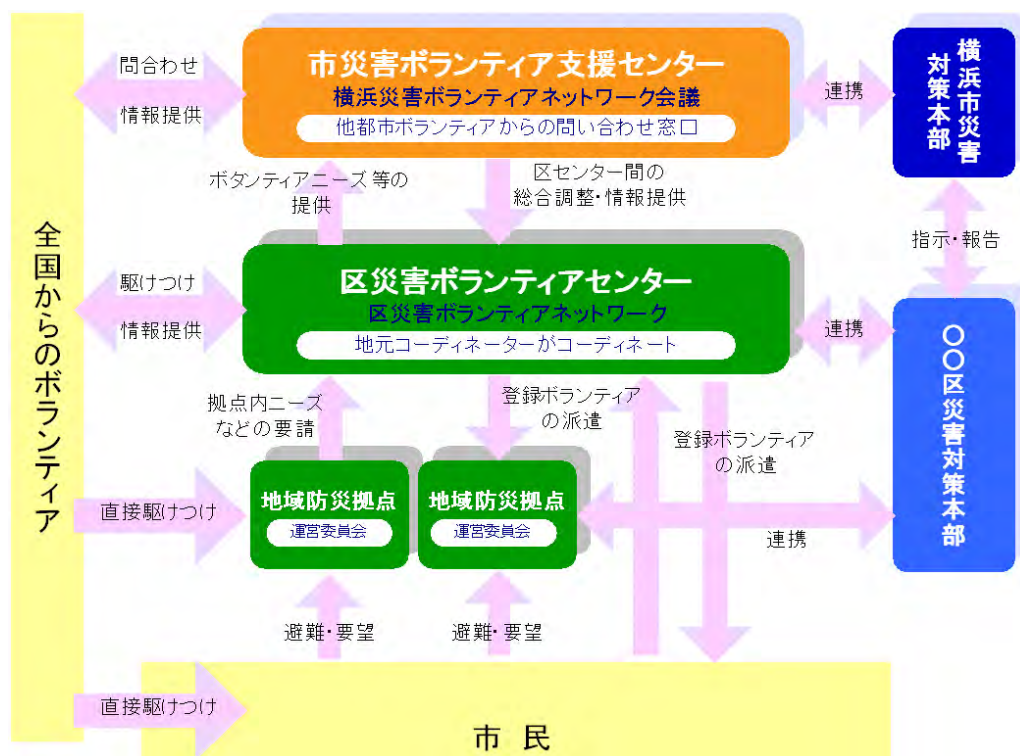 問合わせ
情報提供
市災害ボランティア支援センター
横浜災害ボランティアネットワーク会議
他都市ボランティアからの問い合わせ窓口
連携
横浜市災害
対策本部
ボタンティアニーズ等の
提供
区センター間の
総合調整・情報提供
指示・報告
全国からのボランティア
駆けつけ
情報提供
区災害ボランティアセンター
区災害ボランティアネットワーク
地元コーディネーターがコーディネート
連携
〇〇区災害対策本部
拠点内ニーズ
などの要請
登録ボランティア
の派遣
登録ボランティア
の派遣
直接駆けつけ
地域防災拠点
運営委員会
地域防災拠点
運営委員会
連携
避難・要望
避難・要望
直接駆けつけ
市民